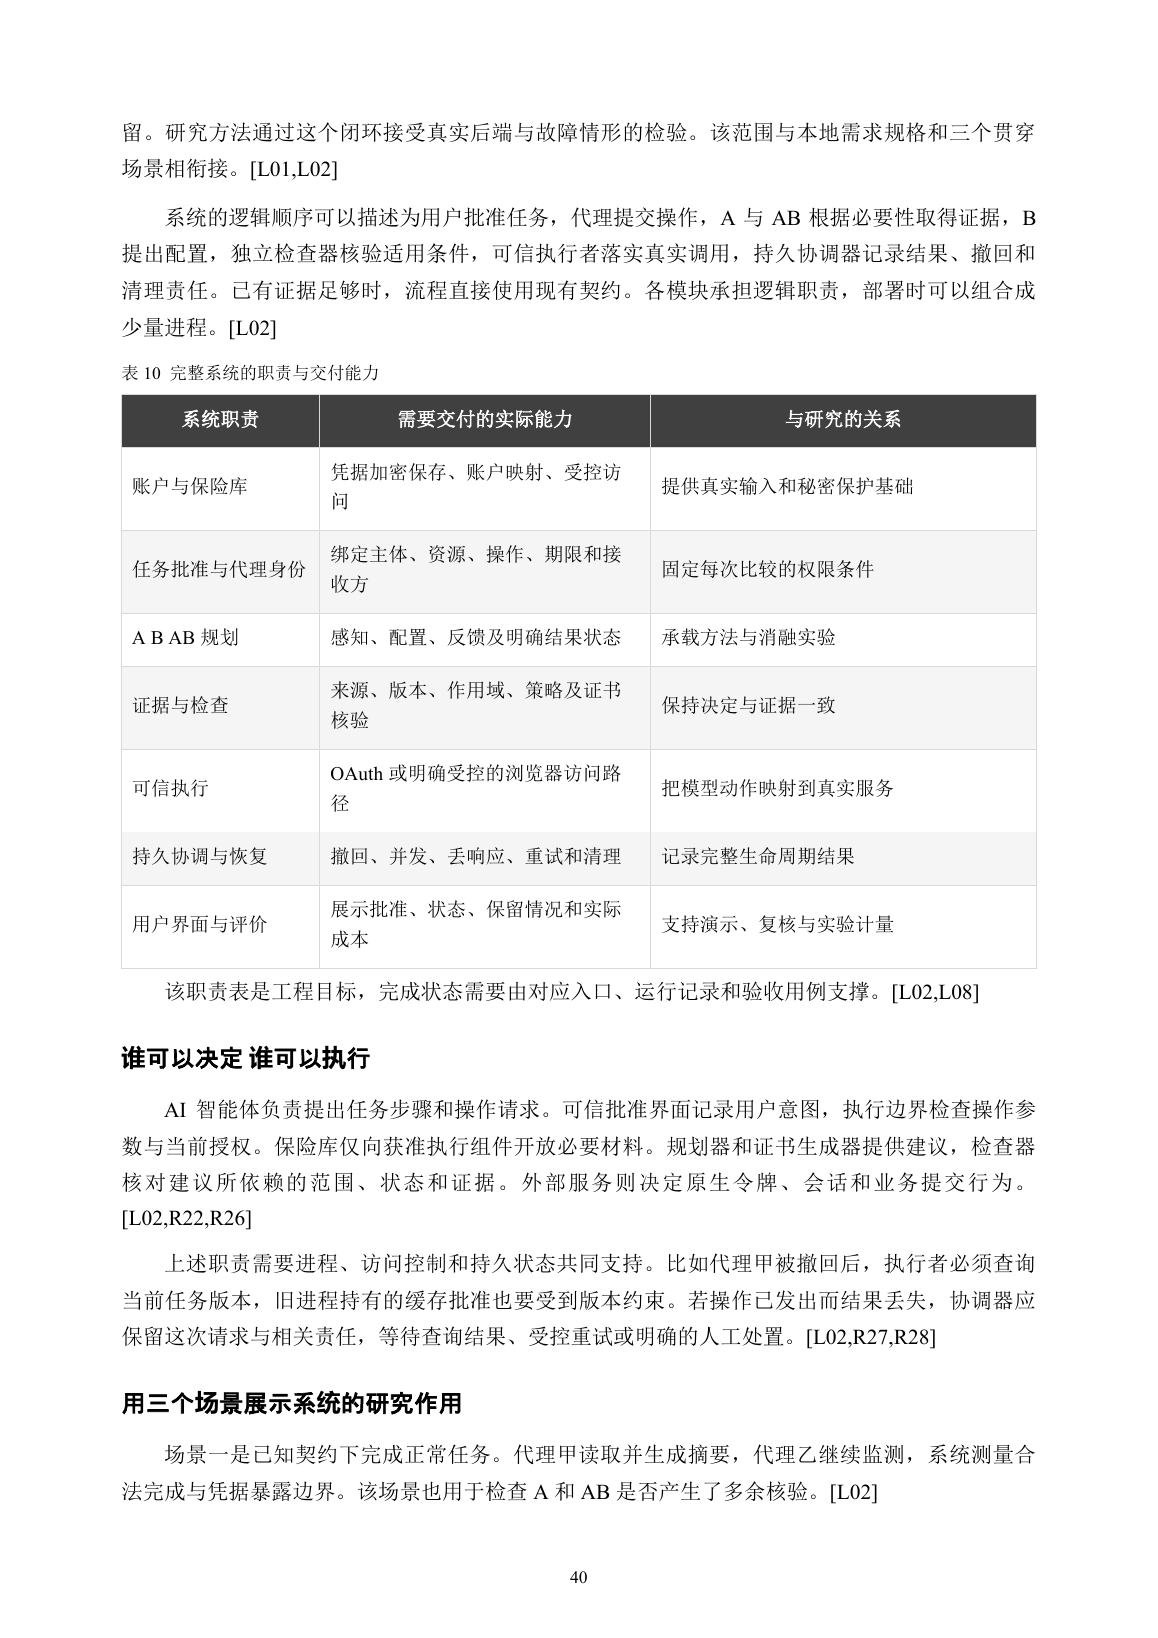 留。研究方法通过这个闭环接受真实后端与故障情形的检验。该范围与本地需求规格和三个贯穿
场景相衔接。[L01,L02]
系统的逻辑顺序可以描述为用户批准任务，代理提交操作，A 与 AB 根据必要性取得证据，B
提出配置，独立检查器核验适用条件，可信执行者落实真实调用，持久协调器记录结果、撤回和
清理责任。已有证据足够时，流程直接使用现有契约。各模块承担逻辑职责，部署时可以组合成
少量进程。[L02]
表 10 完整系统的职责与交付能力
系统职责 需要交付的实际能力 与研究的关系
账户与保险库 凭据加密保存、账户映射、受控访
问 提供真实输入和秘密保护基础
任务批准与代理身份 绑定主体、资源、操作、期限和接
收方 固定每次比较的权限条件
A B AB 规划 感知、配置、反馈及明确结果状态 承载方法与消融实验
证据与检查 来源、版本、作用域、策略及证书
核验 保持决定与证据一致
可信执行 OAuth 或明确受控的浏览器访问路
径 把模型动作映射到真实服务
持久协调与恢复 撤回、并发、丢响应、重试和清理 记录完整生命周期结果
用户界面与评价 展示批准、状态、保留情况和实际
成本 支持演示、复核与实验计量
该职责表是工程目标，完成状态需要由对应入口、运行记录和验收用例支撑。[L02,L08]
谁可以决定 谁可以执行
AI 智能体负责提出任务步骤和操作请求。可信批准界面记录用户意图，执行边界检查操作参
数与当前授权。保险库仅向获准执行组件开放必要材料。规划器和证书生成器提供建议，检查器
核对建议所依赖的范围、状态和证据。外部服务则决定原生令牌、会话和业务提交行为。
[L02,R22,R26]
上述职责需要进程、访问控制和持久状态共同支持。比如代理甲被撤回后，执行者必须查询
当前任务版本，旧进程持有的缓存批准也要受到版本约束。若操作已发出而结果丢失，协调器应
保留这次请求与相关责任，等待查询结果、受控重试或明确的人工处置。[L02,R27,R28]
用三个场景展示系统的研究作用
场景一是已知契约下完成正常任务。代理甲读取并生成摘要，代理乙继续监测，系统测量合
法完成与凭据暴露边界。该场景也用于检查 A 和 AB 是否产生了多余核验。[L02]
40